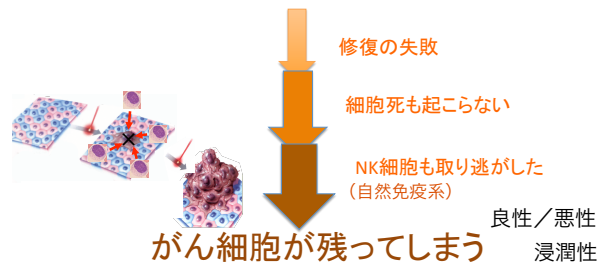 修復の失敗
細胞死も起こらない
NK細胞も取り逃がした
（自然免疫系）
良性／悪性
がん細胞が残ってしまう
浸潤性